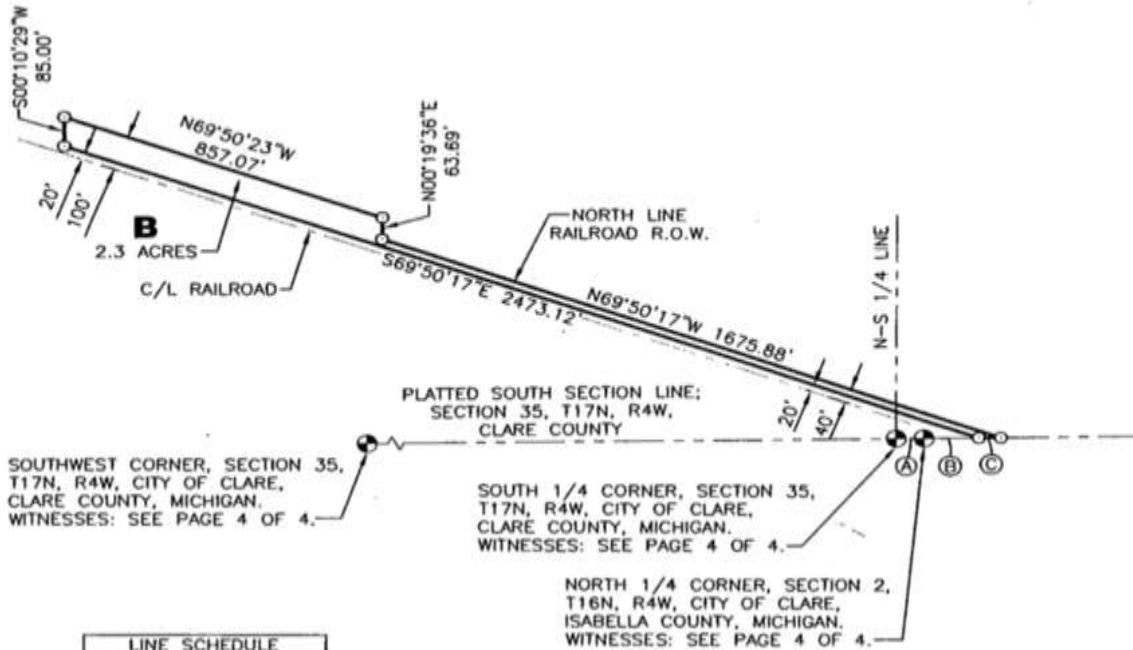 S00°10'29"W
85.00'
N69°50'23"W
857.07'
N00°19'36"E
63.69'
20'
100'
B
2.3 ACRES
C/L RAILROAD
NORTH LINE
RAILROAD R.O.W.
S69°50'17"E 2473.12'
N69°50'17"W 1675.88'
N-S 1/4 LINE
20'
40'
PLATTED SOUTH SECTION LINE;
SECTION 35, T17N, R4W,
CLARE COUNTY
A B C
SOUTHWEST CORNER, SECTION 35,
T17N, R4W, CITY OF CLARE,
CLARE COUNTY, MICHIGAN.
WITNESSES: SEE PAGE 4 OF 4.
SOUTH 1/4 CORNER, SECTION 35,
T17N, R4W, CITY OF CLARE,
CLARE COUNTY, MICHIGAN.
WITNESSES: SEE PAGE 4 OF 4.
NORTH 1/4 CORNER, SECTION 2,
T16N, R4W, CITY OF CLARE,
ISABELLA COUNTY, MICHIGAN.
WITNESSES: SEE PAGE 4 OF 4.
LINE SCHEDULE